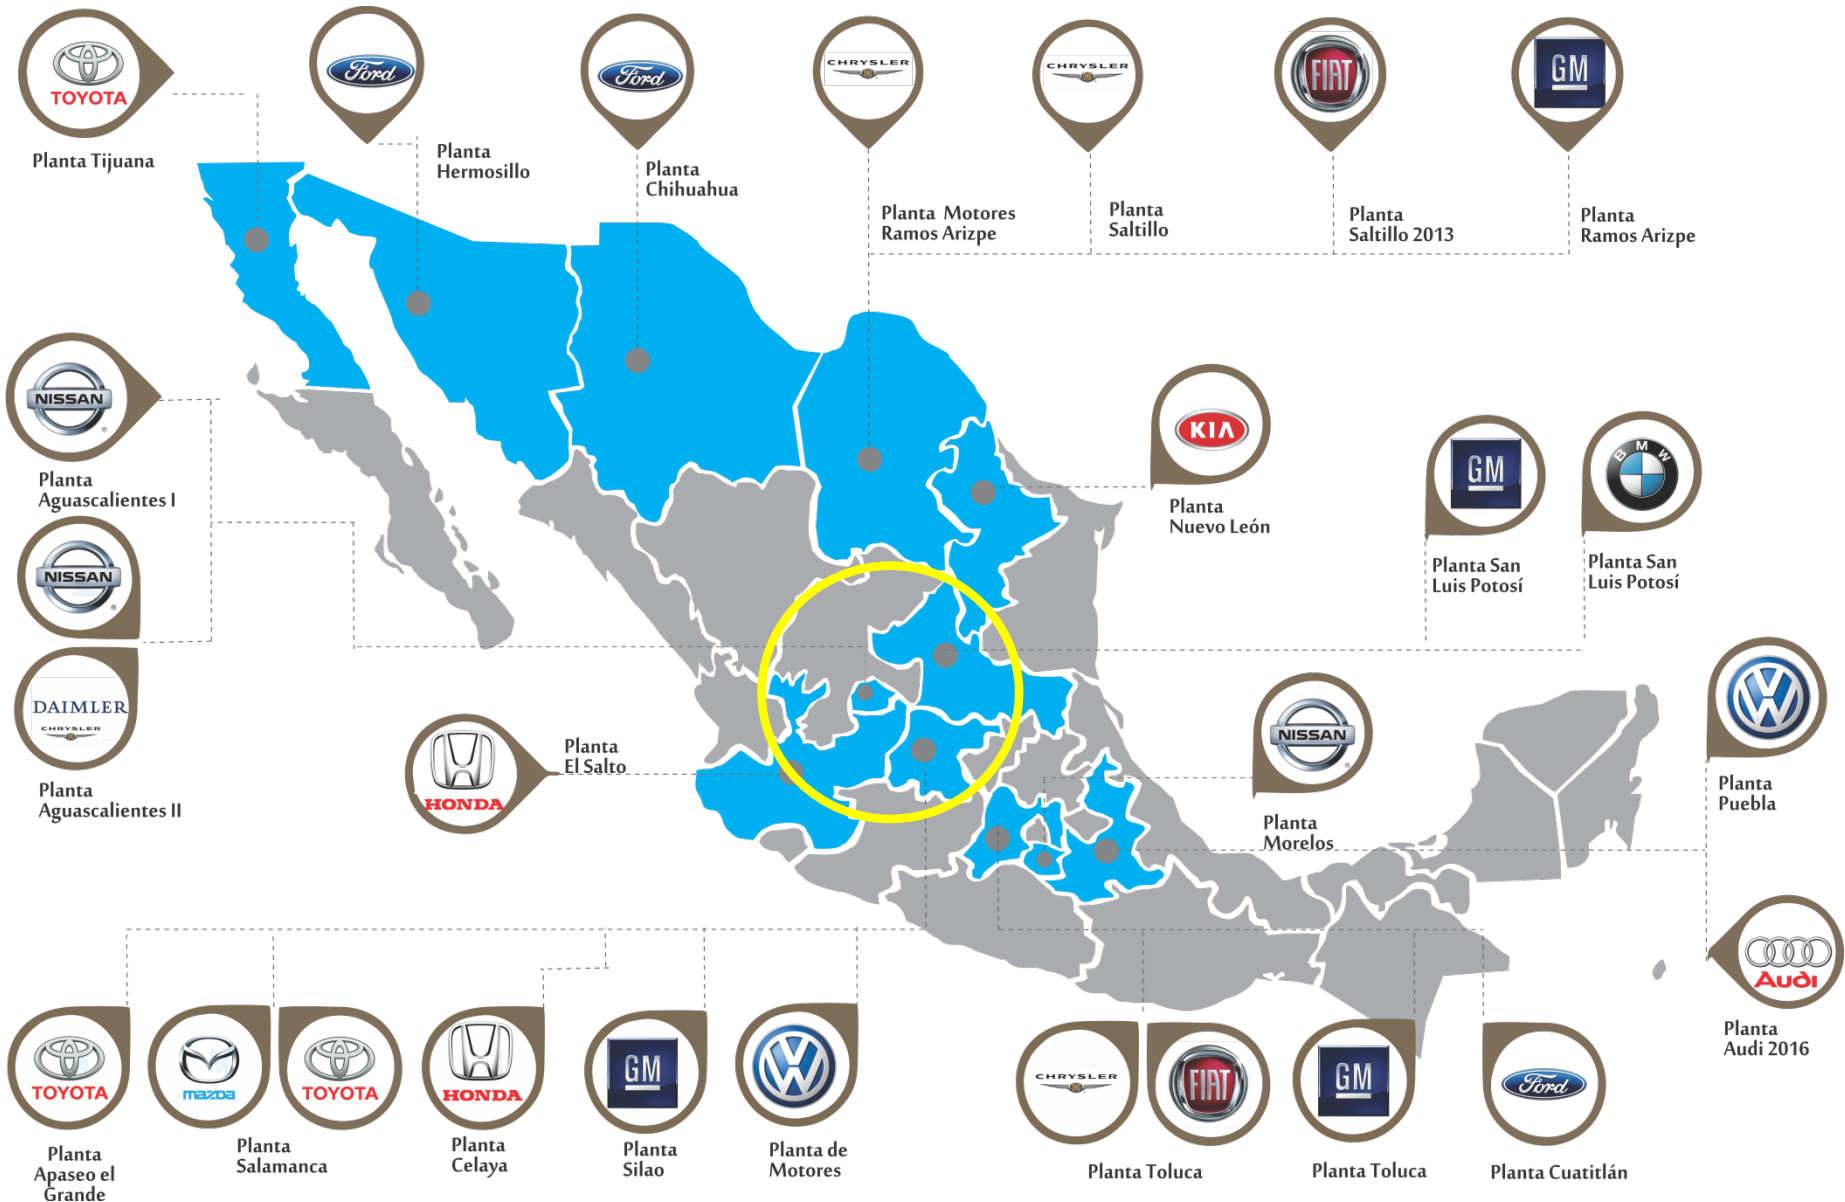 TOYOTA
Planta Tijuana
Ford
Planta
Hermosillo
Ford
Planta
Chihuahua
CHRYSLER
Planta Motores
Ramos Arizpe
CHRYSLER
Planta
Saltillo
FIAT
Planta
Saltillo 2013
GM
Planta
Ramos Arizpe
NISSAN
Planta
Aguascalientes I
NISSAN
DAIMLER
CHRYSLER
Planta
Aguascalientes II
KIA
Planta
Nuevo León
GM
Planta San
Luis Potosí
BMW
Planta San
Luis Potosí
HONDA
Planta
El Salto
NISSAN
Planta
Morelos
VW
Planta
Puebla
Audi
Planta
Audi 2016
TOYOTA
Planta
Apaseo el
Grande
mazda
TOYOTA
Planta
Salamanca
HONDA
Planta
Celaya
GM
Planta
Silao
VW
Planta de
Motores
CHRYSLER
FIAT
Planta Toluca
GM
Planta Toluca
Ford
Planta Cuatitlán